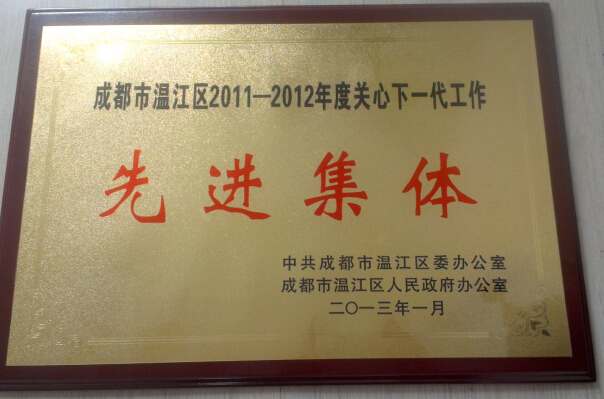 成都市温江区2011—2012年度关心下一代工作
先进集体
中共成都市温江区委办公室
成都市温江区人民政府办公室
二〇一三年一月